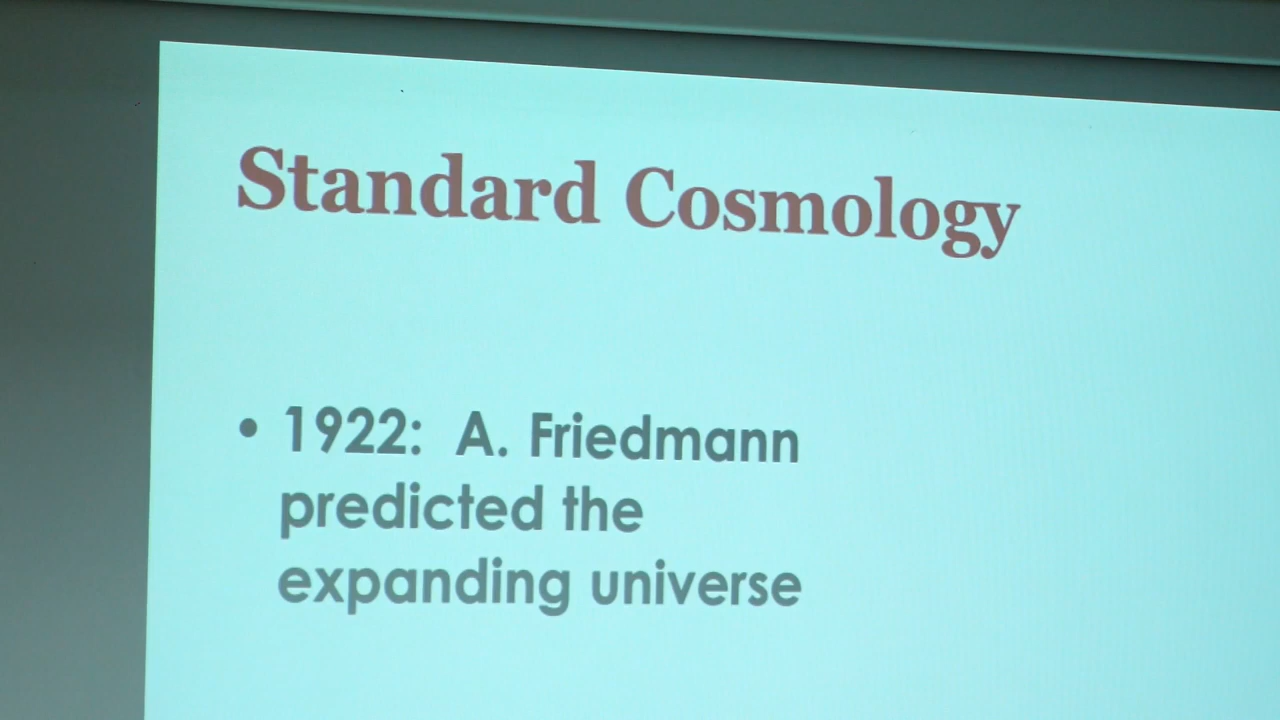 Standard Cosmology
• 1922: A. Friedmann
predicted the
expanding universe